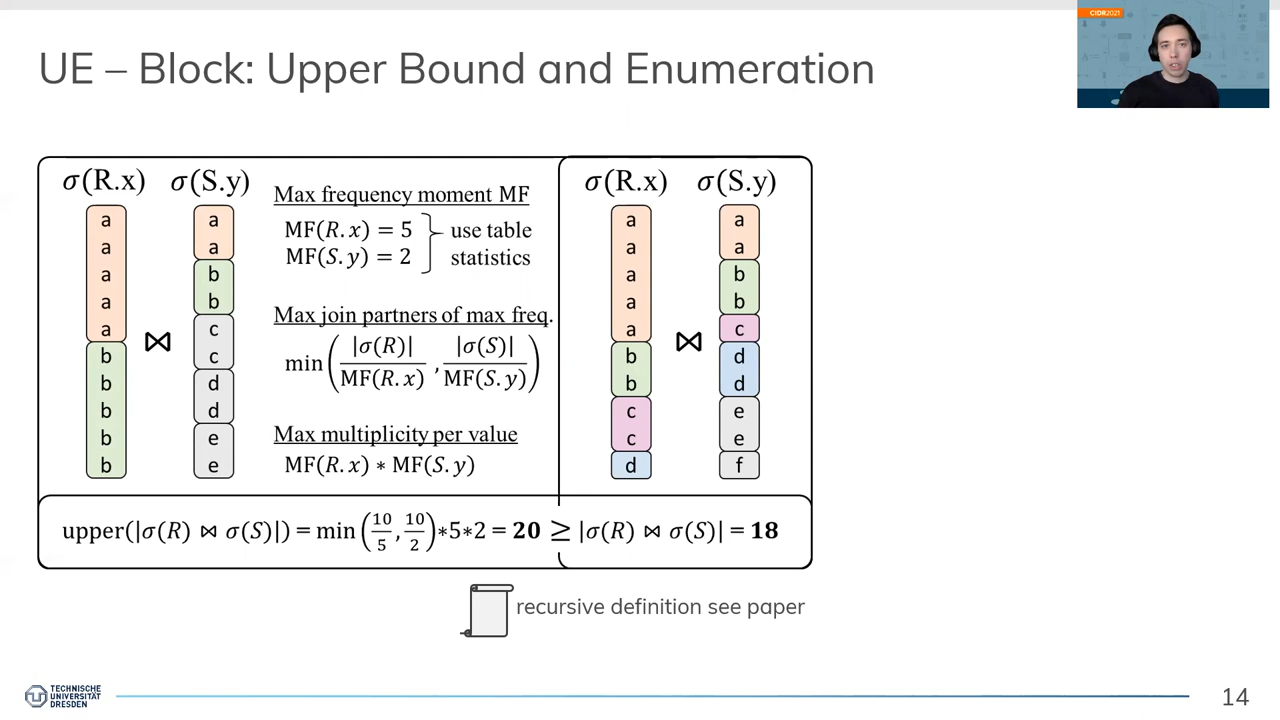 CIDR2021
UE – Block: Upper Bound and Enumeration
σ(R.x) σ(S.y)
a a
a a
a b
a b
a c
b c
b d
b d
b e
b e
⋈
Max frequency moment MF
MF(R.x) = 5
MF(S.y) = 2
use table
statistics
Max join partners of max freq.
min(|σ(R)|/MF(R.x), |σ(S)|/MF(S.y))
Max multiplicity per value
MF(R.x) ∗ MF(S.y)
σ(R.x) σ(S.y)
a a
a a
a b
a b
a c
b d
b d
c e
c e
d f
⋈
upper(|σ(R) ⋈ σ(S)|) = min(10/5, 10/2)∗5∗2 = 20 ≥ |σ(R) ⋈ σ(S)| = 18
recursive definition see paper
TECHNISCHE
UNIVERSITÄT
DRESDEN
14